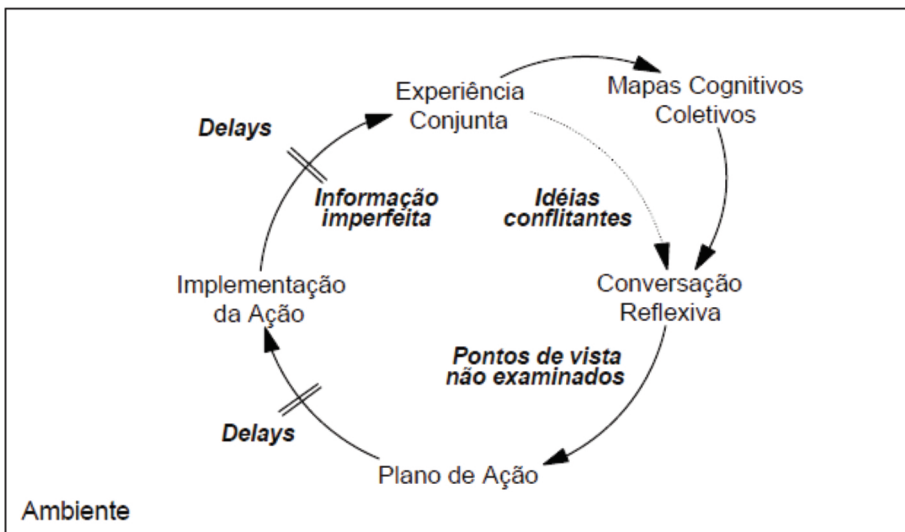 Experiência
Conjunta
Mapas Cognitivos
Coletivos
Delays
Informação
imperfeita
Idéias
conflitantes
Implementação
da Ação
Conversação
Reflexiva
Pontos de vista
não examinados
Delays
Plano de Ação
Ambiente